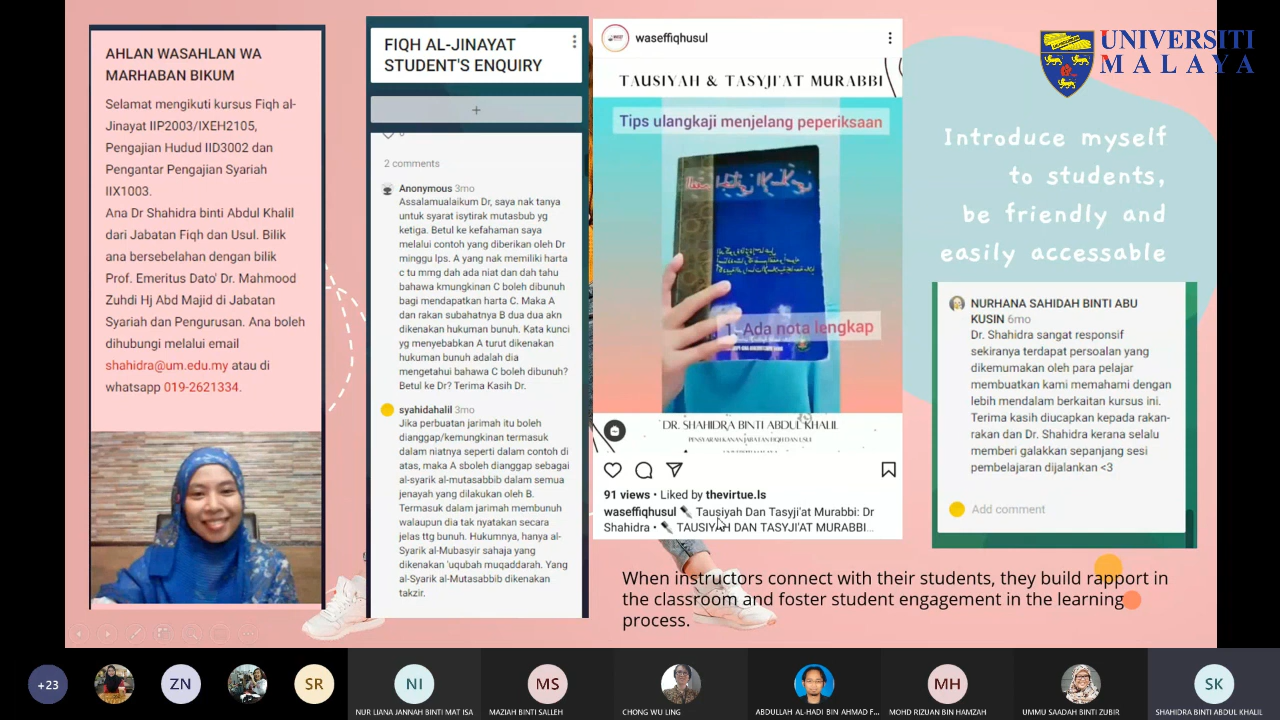 AHLAN WASAHLAN WA
MARHABAN BIKUM
Selamat mengikuti kursus Fiqh al-
Jinayat IIP2003/IXEH2105,
Pengajian Hudud IID3002 dan
Pengantar Pengajian Syariah
IIX1003.
Ana Dr Shahidra binti Abdul Khalil
dari Jabatan Fiqh dan Usul. Bilik
ana bersebelahan dengan bilik
Prof. Emeritus Dato' Dr. Mahmood
Zuhdi Hj Abd Majid di Jabatan
Syariah dan Pengurusan. Ana boleh
dihubungi melalui email
shahidra@um.edu.my atau di
whatsapp 019-2621334.
FIQH AL-JINAYAT
STUDENT'S ENQUIRY
+
2 comments
Anonymous 3mo
Assalamualaikum Dr, saya nak tanya
untuk syarat isytirak mutasbub yg
ketiga. Betul ke kefahaman saya
melalui contoh yang diberikan oleh Dr
minggu lps. A yang nak memiliki harta
c tu mmg dah ada niat dan dah tahu
bahawa kmungkinan C boleh dibunuh
bagi mendapatkan harta C. Maka A
dan rakan subahatnya B dua dua akn
dikenakan hukuman bunuh. Kata kunci
yg menyebabkan A turut dikenakan
hukuman bunuh adalah dia
mengetahui bahawa C boleh dibunuh?
Betul ke Dr? Terima Kasih Dr.
syahidahalil 3mo
Jika perbuatan jarimah itu boleh
dianggap/kemungkinan termasuk
dalam niatnya seperti dalam contoh di
atas, maka A sboleh dianggap sebagai
al-syarik al-mutasabbib dalam semua
jenayah yang dilakukan oleh B.
Termasuk dalam jarimah membunuh
walaupun dia tak nyatakan secara
jelas ttg bunuh. Hukumnya, hanya al-
Syarik al-Mubasyir sahaja yang
dikenakan 'uqubah muqaddarah. Yang
al-Syarik al-Mutasabbib dikenakan
takzir.
waseffiqhusul
TAUSIYAH & TASYJI'AT MURABBI
Tips ulangkaji menjelang peperiksaan
1. Ada nota lengkap
DR. SHAHIDRA BINTI ABDUL KHALIL
PENSYARAH KANAN JABATAN FIQH DAN USUL
91 views • Liked by thevirtue.ls
waseffiqhusul Tausiyah Dan Tasyji'at Murabbi: Dr
Shahidra • TAUSIYAH DAN TASYJI'AT MURABBI...
UNIVERSITI
MALAYA
Introduce myself
to students,
be friendly and
easily accessable
NURHANA SAHIDAH BINTI ABU
KUSIN 6mo
Dr. Shahidra sangat responsif
sekiranya terdapat persoalan yang
dikemukakan oleh para pelajar
membuatkan kami memahami dengan
lebih mendalam berkaitan kursus ini.
Terima kasih diucapkan kepada rakan-
rakan dan Dr. Shahidra kerana selalu
memberi galakkan sepanjang sesi
pembelajaran dijalankan <3
Add comment
When instructors connect with their students, they build rapport in
the classroom and foster student engagement in the learning
process.
+23
ZN
SR
NI
NUR LIANA JANNAH BINTI MAT ISA
MS
MAZIAH BINTI SALLEH
CHONG WU LING
ABDULLAH AL-HADI BIN AHMAD F...
MH
MOHD RIZUAN BIN HAMZAH
UMMU SAADAH BINTI ZUBIR
SK
SHAHIDRA BINTI ABDUL KHALIL